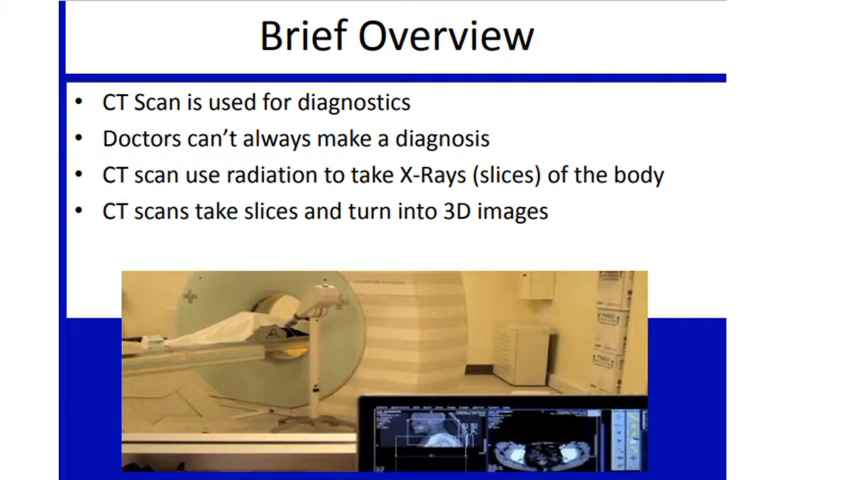 Brief Overview
• CT Scan is used for diagnostics
• Doctors can’t always make a diagnosis
• CT scan use radiation to take X-Rays (slices) of the body
• CT scans take slices and turn into 3D images